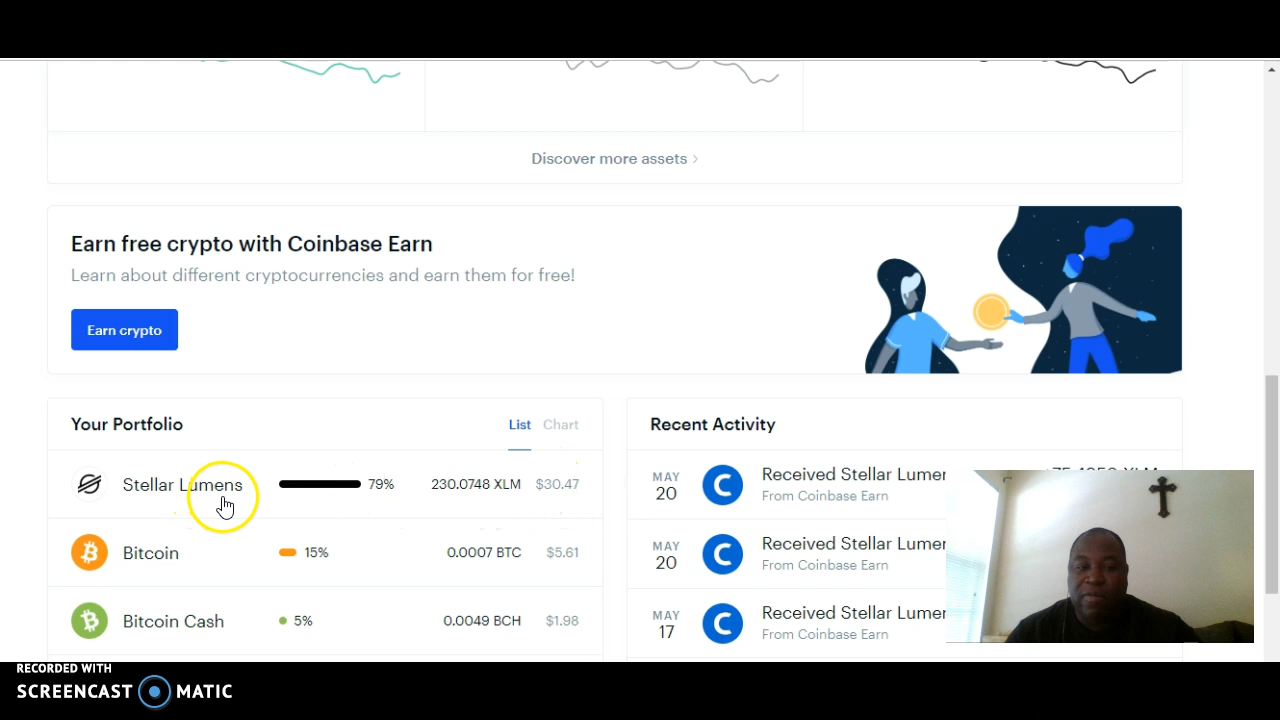 Discover more assets >
Earn free crypto with Coinbase Earn
Learn about different cryptocurrencies and earn them for free!
Earn crypto
Your Portfolio
List Chart
Stellar Lumens 79% 230.0748 XLM $30.47
Bitcoin 15% 0.0007 BTC $5.61
Bitcoin Cash 5% 0.0049 BCH $1.98
Recent Activity
MAY 20 C Received Stellar Lumen
From Coinbase Earn
MAY 20 C Received Stellar Lumen
From Coinbase Earn
MAY 17 C Received Stellar Lumen
From Coinbase Earn
RECORDED WITH
SCREENCAST MATIC